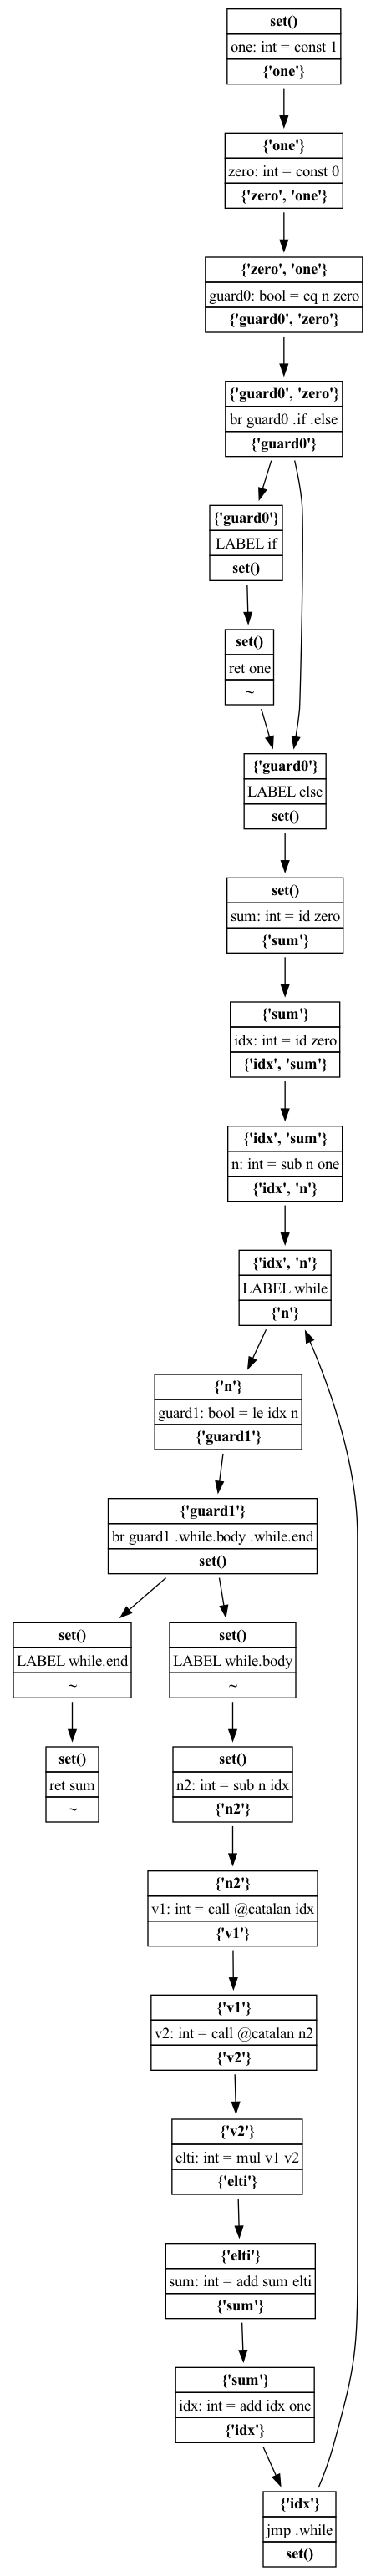 set()
one: int = const 1
{'one'}
{'one'}
zero: int = const 0
{'zero', 'one'}
{'zero', 'one'}
guard0: bool = eq n zero
{'guard0', 'zero'}
{'guard0', 'zero'}
br guard0 .if .else
{'guard0'}
{'guard0'}
LABEL if
set()
set()
ret one
~
{'guard0'}
LABEL else
set()
set()
sum: int = id zero
{'sum'}
{'sum'}
idx: int = id zero
{'idx', 'sum'}
{'idx', 'sum'}
n: int = sub n one
{'idx', 'n'}
{'idx', 'n'}
LABEL while
{'n'}
{'n'}
guard1: bool = le idx n
{'guard1'}
{'guard1'}
br guard1 .while.body .while.end
set()
set()
LABEL while.end
~
set()
LABEL while.body
~
set()
ret sum
~
set()
n2: int = sub n idx
{'n2'}
{'n2'}
v1: int = call @catalan idx
{'v1'}
{'v1'}
v2: int = call @catalan n2
{'v2'}
{'v2'}
elti: int = mul v1 v2
{'elti'}
{'elti'}
sum: int = add sum elti
{'sum'}
{'sum'}
idx: int = add idx one
{'idx'}
{'idx'}
jmp .while
set()